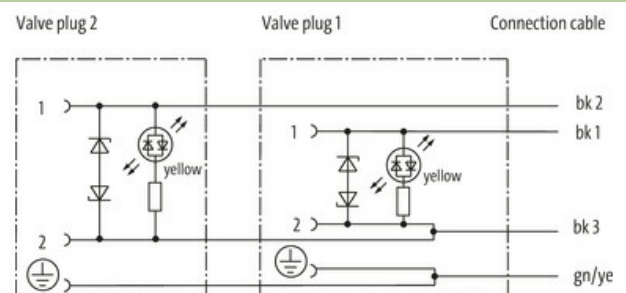 Valve plug 2 Valve plug 1 Connection cable
1 bk 2
1 bk 1
yellow yellow
2 bk 3
2
gn/ye